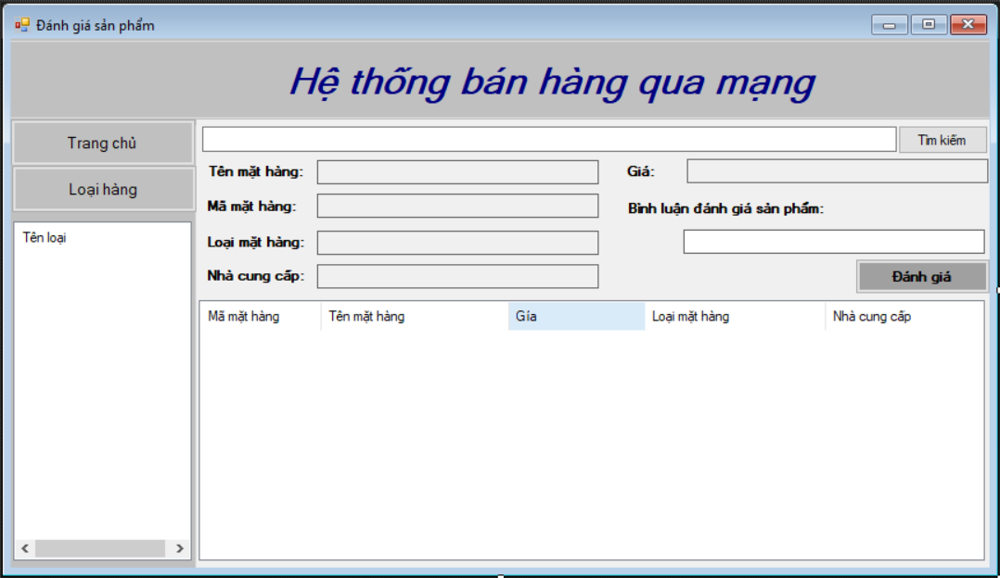 Đánh giá sản phẩm
Hệ thống bán hàng qua mạng
Trang chủ
Tìm kiếm
Loại hàng
Tên mặt hàng:
Giá:
Mã mặt hàng:
Bình luận đánh giá sản phẩm:
Tên loại
Loại mặt hàng:
Nhà cung cấp:
Đánh giá
Mã mặt hàng Tên mặt hàng Gía Loại mặt hàng Nhà cung cấp